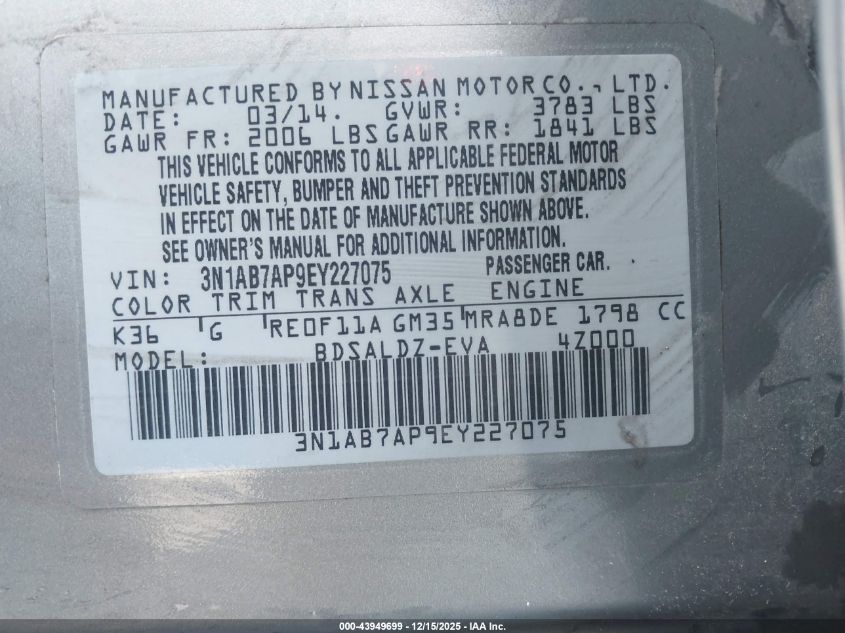 MANUFACTURED BY NISSAN MOTOR CO., LTD.
DATE: 03/14. GVWR: 3783 LBS
GAWR FR: 2006 LBS GAWR RR: 1841 LBS
THIS VEHICLE CONFORMS TO ALL APPLICABLE FEDERAL MOTOR
VEHICLE SAFETY, BUMPER AND THEFT PREVENTION STANDARDS
IN EFFECT ON THE DATE OF MANUFACTURE SHOWN ABOVE.
SEE OWNER'S MANUAL FOR ADDITIONAL INFORMATION.
VIN: 3N1AB7AP9EY227075 PASSENGER CAR.
COLOR TRIM TRANS AXLE ENGINE
K36 G RE0F11A GM35 MRA8DE 1798 CC
MODEL: BDSALDZ-EVA 4Z000
3N1AB7AP9EY227075
000-43949699 - 12/15/2025 - IAA Inc.